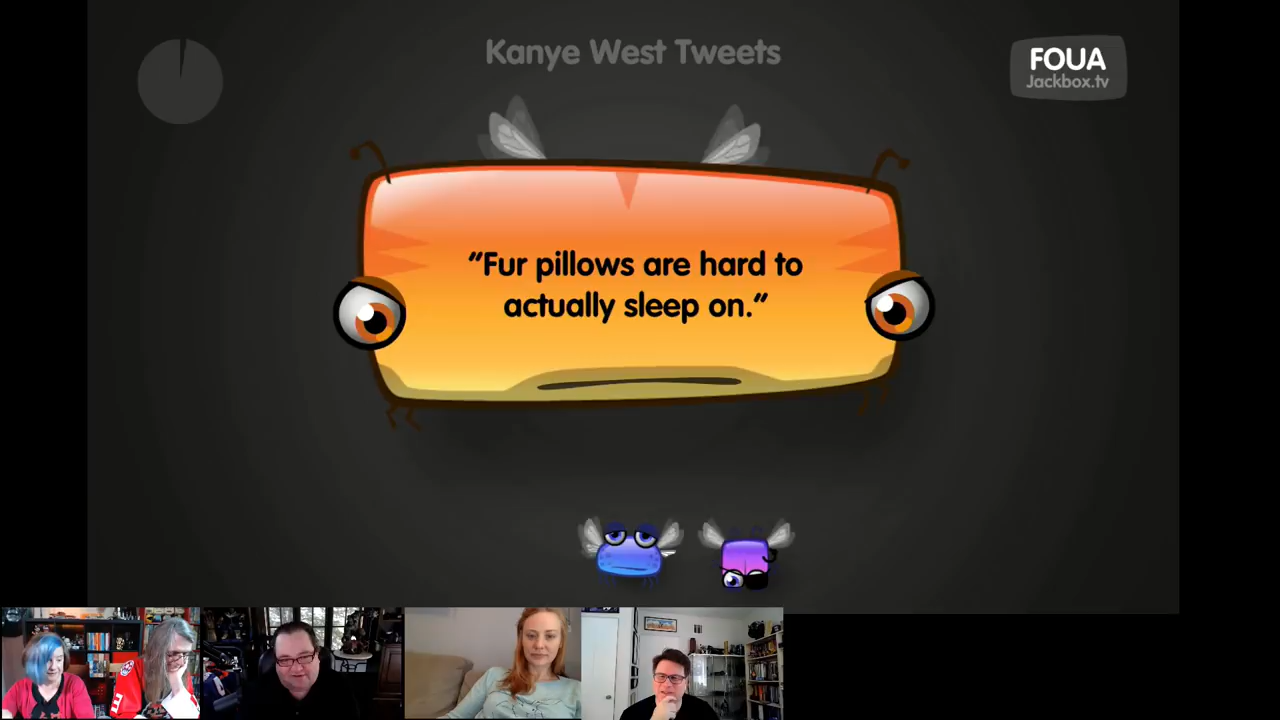 Kanye West Tweets
FOUA
Jackbox.tv
“Fur pillows are hard to
actually sleep on.”